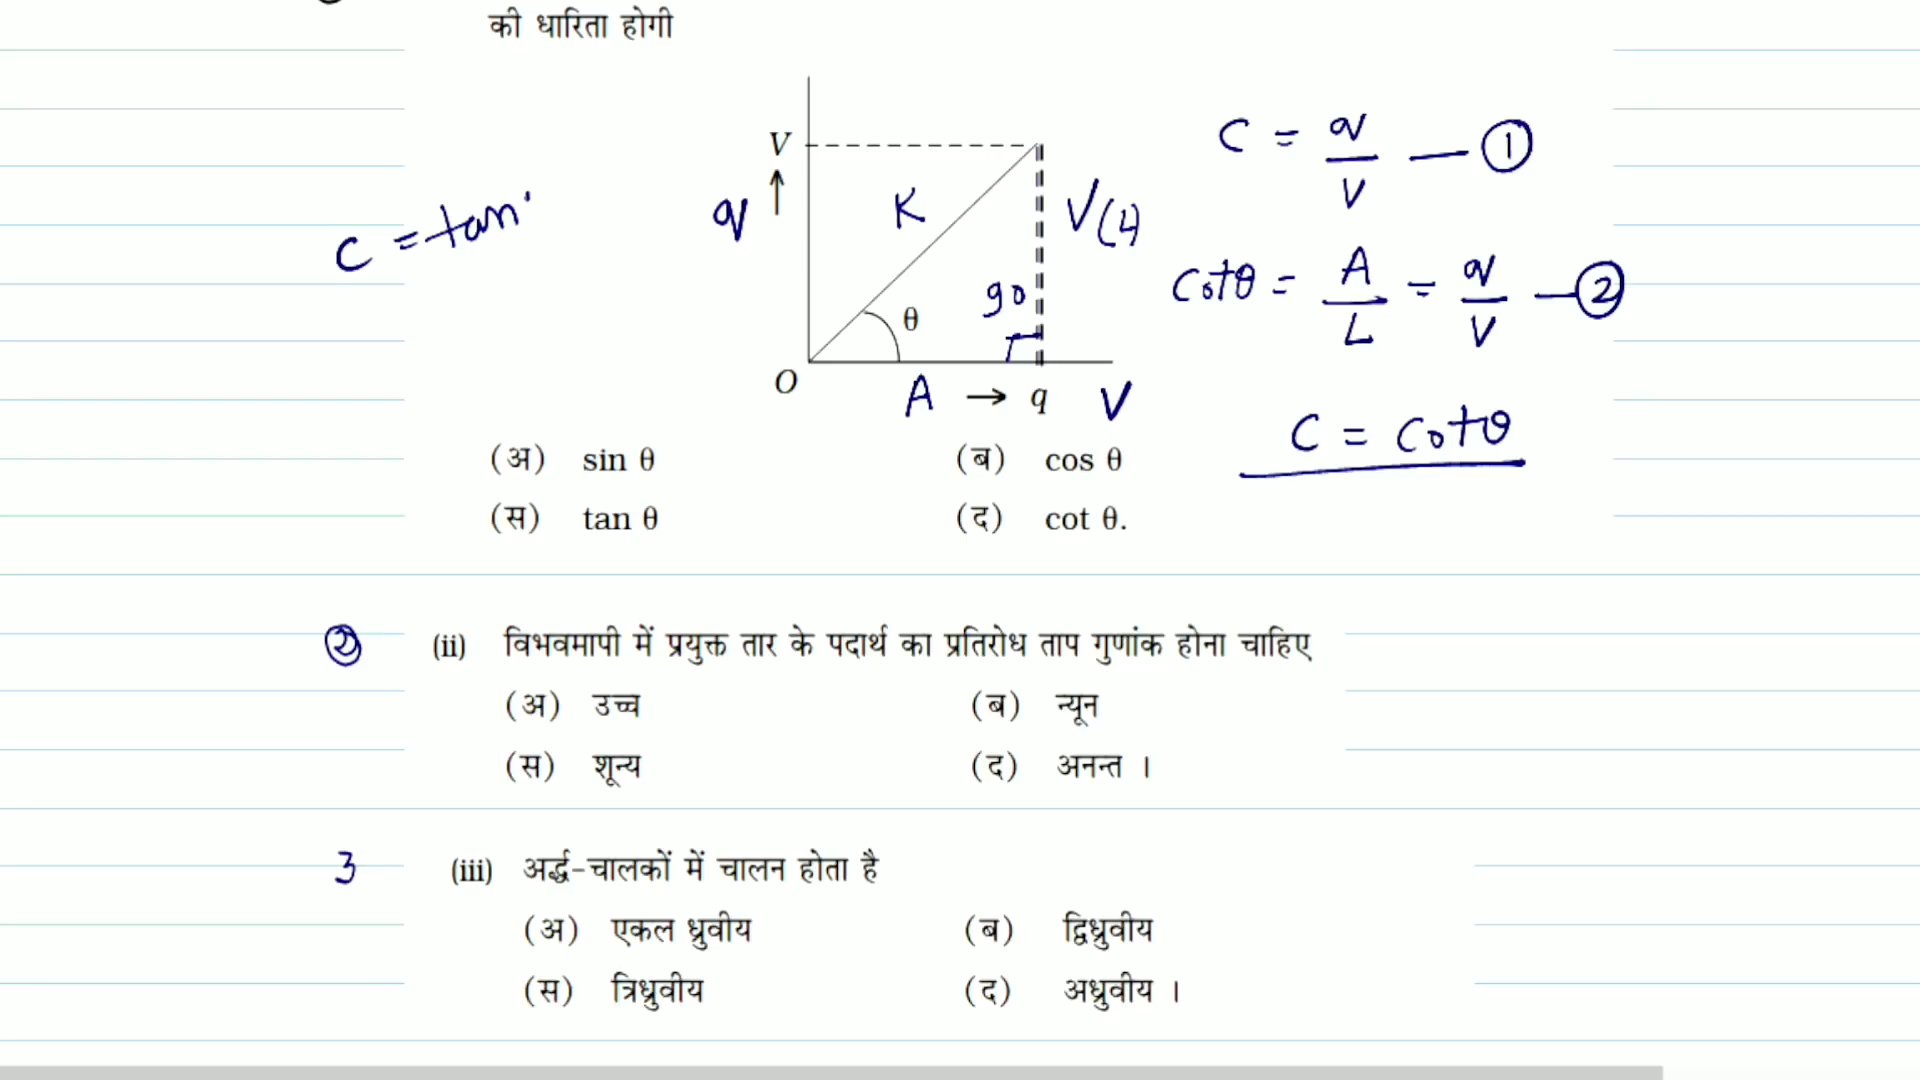 की धारिता होगी
V
↑
q
K
V(L)
90
θ
O
A → q V
C = tan'
C = q/V — ①
Cotθ = A/L = q/V — ②
C = Cotθ
(अ) sin θ (ब) cos θ
(स) tan θ (द) cot θ.
② (ii) विभवमापी में प्रयुक्त तार के पदार्थ का प्रतिरोध ताप गुणांक होना चाहिए
(अ) उच्च (ब) न्यून
(स) शून्य (द) अनन्त ।
3 (iii) अर्द्ध-चालकों में चालन होता है
(अ) एकल ध्रुवीय (ब) द्विध्रुवीय
(स) त्रिध्रुवीय (द) अध्रुवीय ।